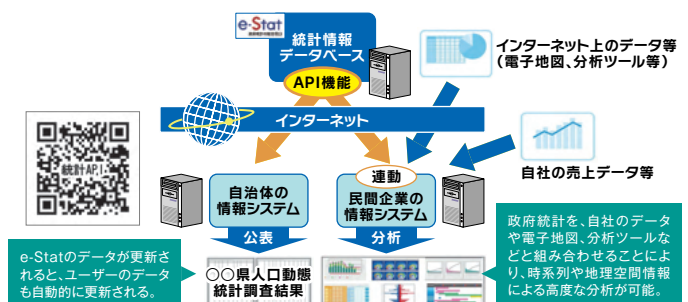 e-Stat
統計情報
データベース
API機能
インターネット上のデータ等
（電子地図、分析ツール等）
インターネット
統計API
自社の売上データ等
自治体の
情報システム
連動
民間企業の
情報システム
公表
分析
e-Statのデータが更新さ
れると、ユーザーのデータ
も自動的に更新される。
○○県人口動態
統計調査結果
政府統計を、自社のデータ
や電子地図、分析ツールな
どと組み合わせることによ
り、時系列や地理空間情報
による高度な分析が可能。